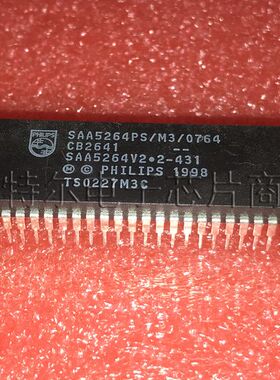 PHILIPS
SAA5264PS/M3/0764
CB2641 --
SAA5264V2•2-431
Ⓜ © PHILIPS 1998
TS0227M3C